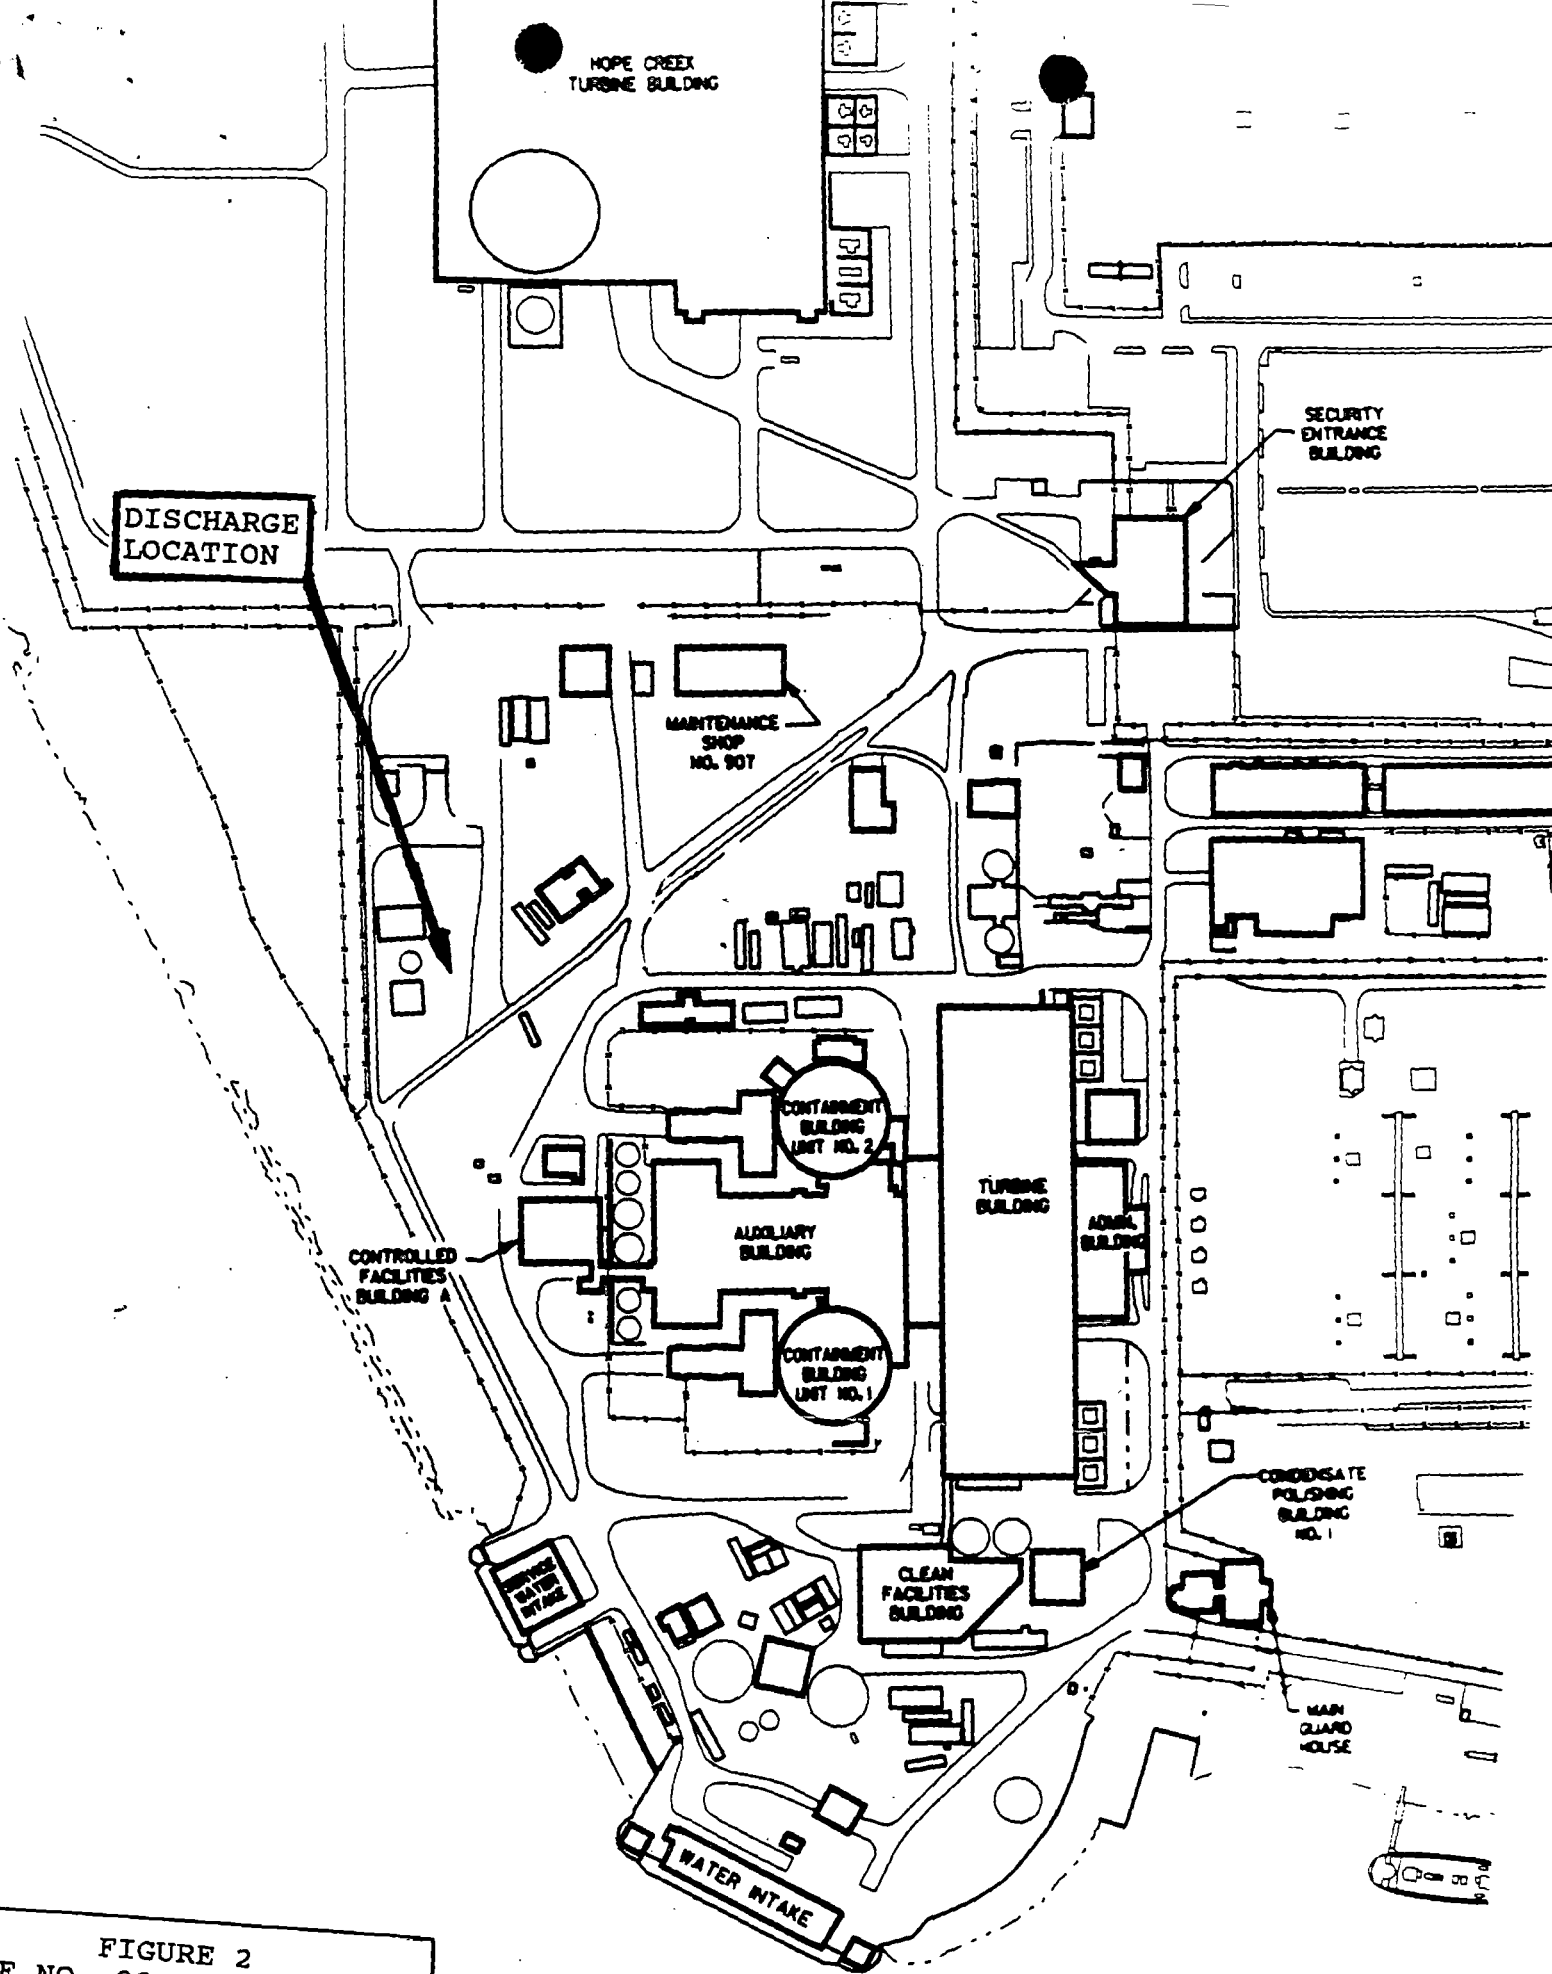 HOPE CREEK
TURBINE BUILDING
SECURITY
ENTRANCE
BUILDING
DISCHARGE
LOCATION
MAINTENANCE
SHOP
NO. 907
CONTAINMENT
BUILDING
UNIT NO. 2
TURBINE
BUILDING
ADMIN.
BUILDING
AUXILIARY
BUILDING
CONTROLLED
FACILITIES
BUILDING A
CONTAINMENT
BUILDING
UNIT NO. 1
CONDENSATE
POLISHING
BUILDING
NO. 1
CLEAN
FACILITIES
BUILDING
SERVICE
WATER
INTAKE
MAIN
GUARD
HOUSE
WATER INTAKE
FIGURE 2
NO.